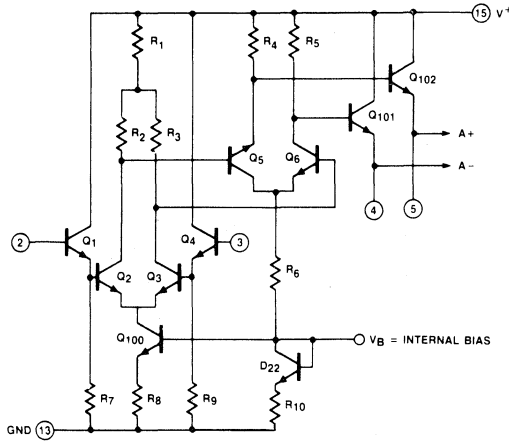 15 V+
R1
R4
R5
Q102
R2
R3
Q101
A+
Q5
Q6
A-
4
5
2
Q1
Q4
3
Q2
Q3
R6
Q100
VB = INTERNAL BIAS
D22
R7
R8
R9
R10
GND 13